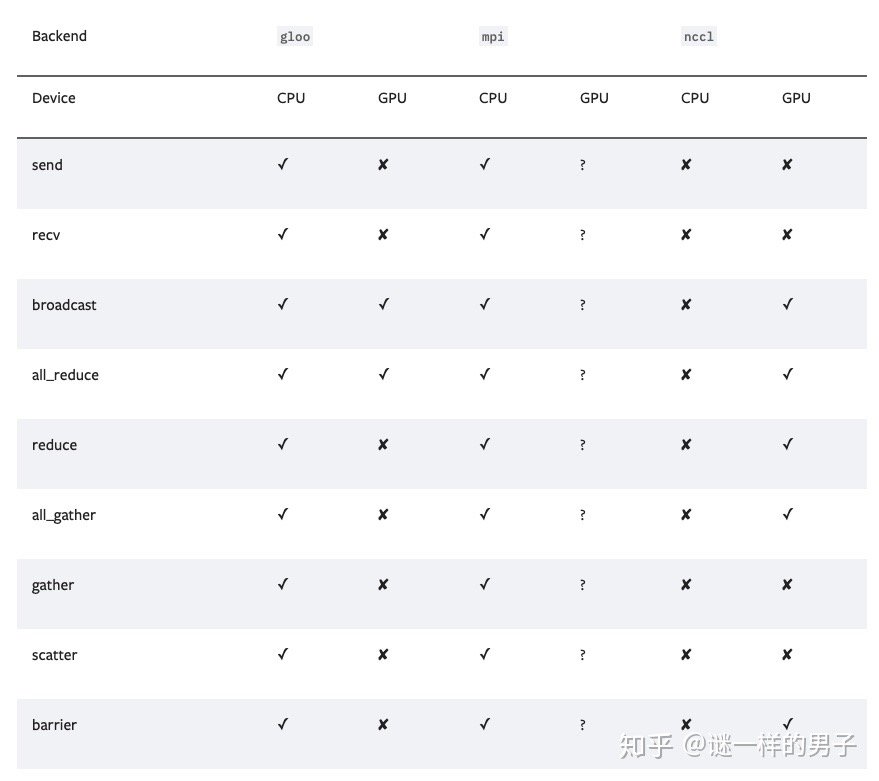 Backend gloo mpi nccl
Device CPU GPU CPU GPU CPU GPU
send ✓ ✘ ✓ ? ✘ ✘
recv ✓ ✘ ✓ ? ✘ ✘
broadcast ✓ ✓ ✓ ? ✘ ✓
all_reduce ✓ ✓ ✓ ? ✘ ✓
reduce ✓ ✘ ✓ ? ✘ ✓
all_gather ✓ ✘ ✓ ? ✘ ✓
gather ✓ ✘ ✓ ? ✘ ✘
scatter ✓ ✘ ✓ ? ✘ ✘
barrier ✓ ✘ ✓ ? ✘ ✓
知乎 @谜一样的男子